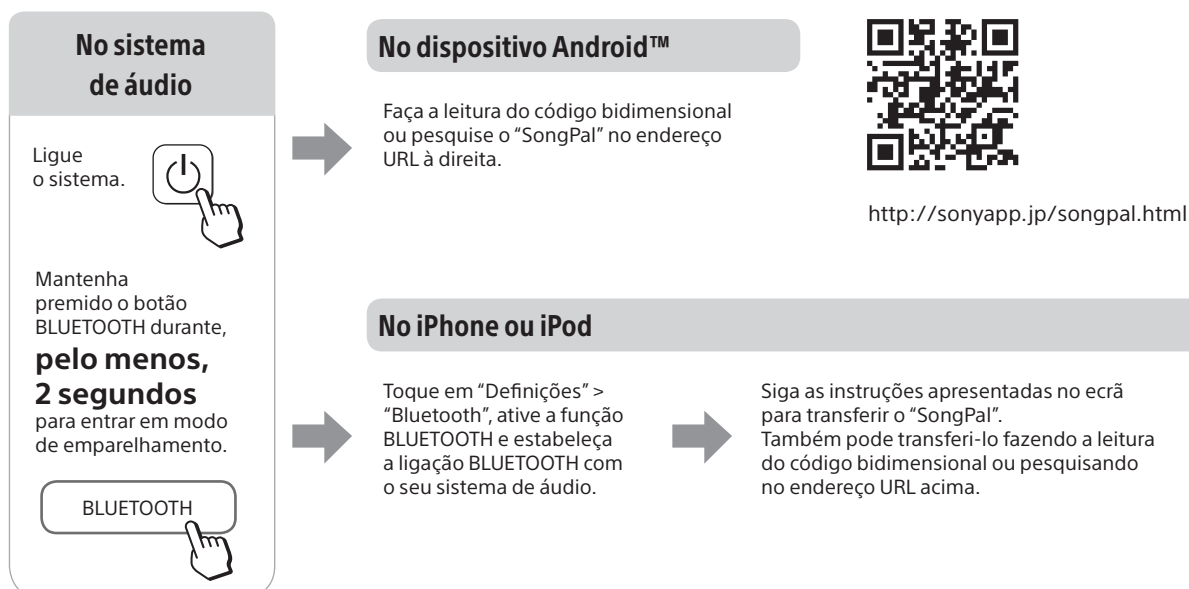 No sistema
de áudio
Ligue
o sistema.
Mantenha
premido o botão
BLUETOOTH durante,
pelo menos,
2 segundos
para entrar em modo
de emparelhamento.
BLUETOOTH
No dispositivo Android™
Faça a leitura do código bidimensional
ou pesquise o “SongPal” no endereço
URL à direita.
http://sonyapp.jp/songpal.html
No iPhone ou iPod
Toque em “Definições” >
“Bluetooth”, ative a função
BLUETOOTH e estabeleça
a ligação BLUETOOTH com
o seu sistema de áudio.
Siga as instruções apresentadas no ecrã
para transferir o “SongPal”.
Também pode transferi-lo fazendo a leitura
do código bidimensional ou pesquisando
no endereço URL acima.